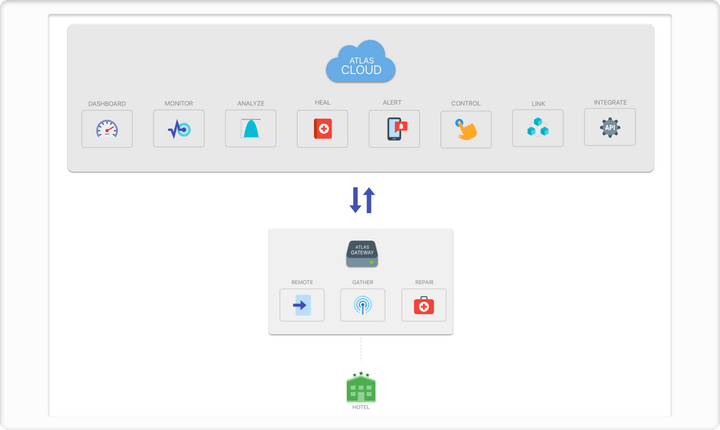 ATLAS
CLOUD
DASHBOARD
MONITOR
ANALYZE
HEAL
ALERT
CONTROL
LINK
INTEGRATE
API
ATLAS
GATEWAY
REMOTE
GATHER
REPAIR
HOTEL